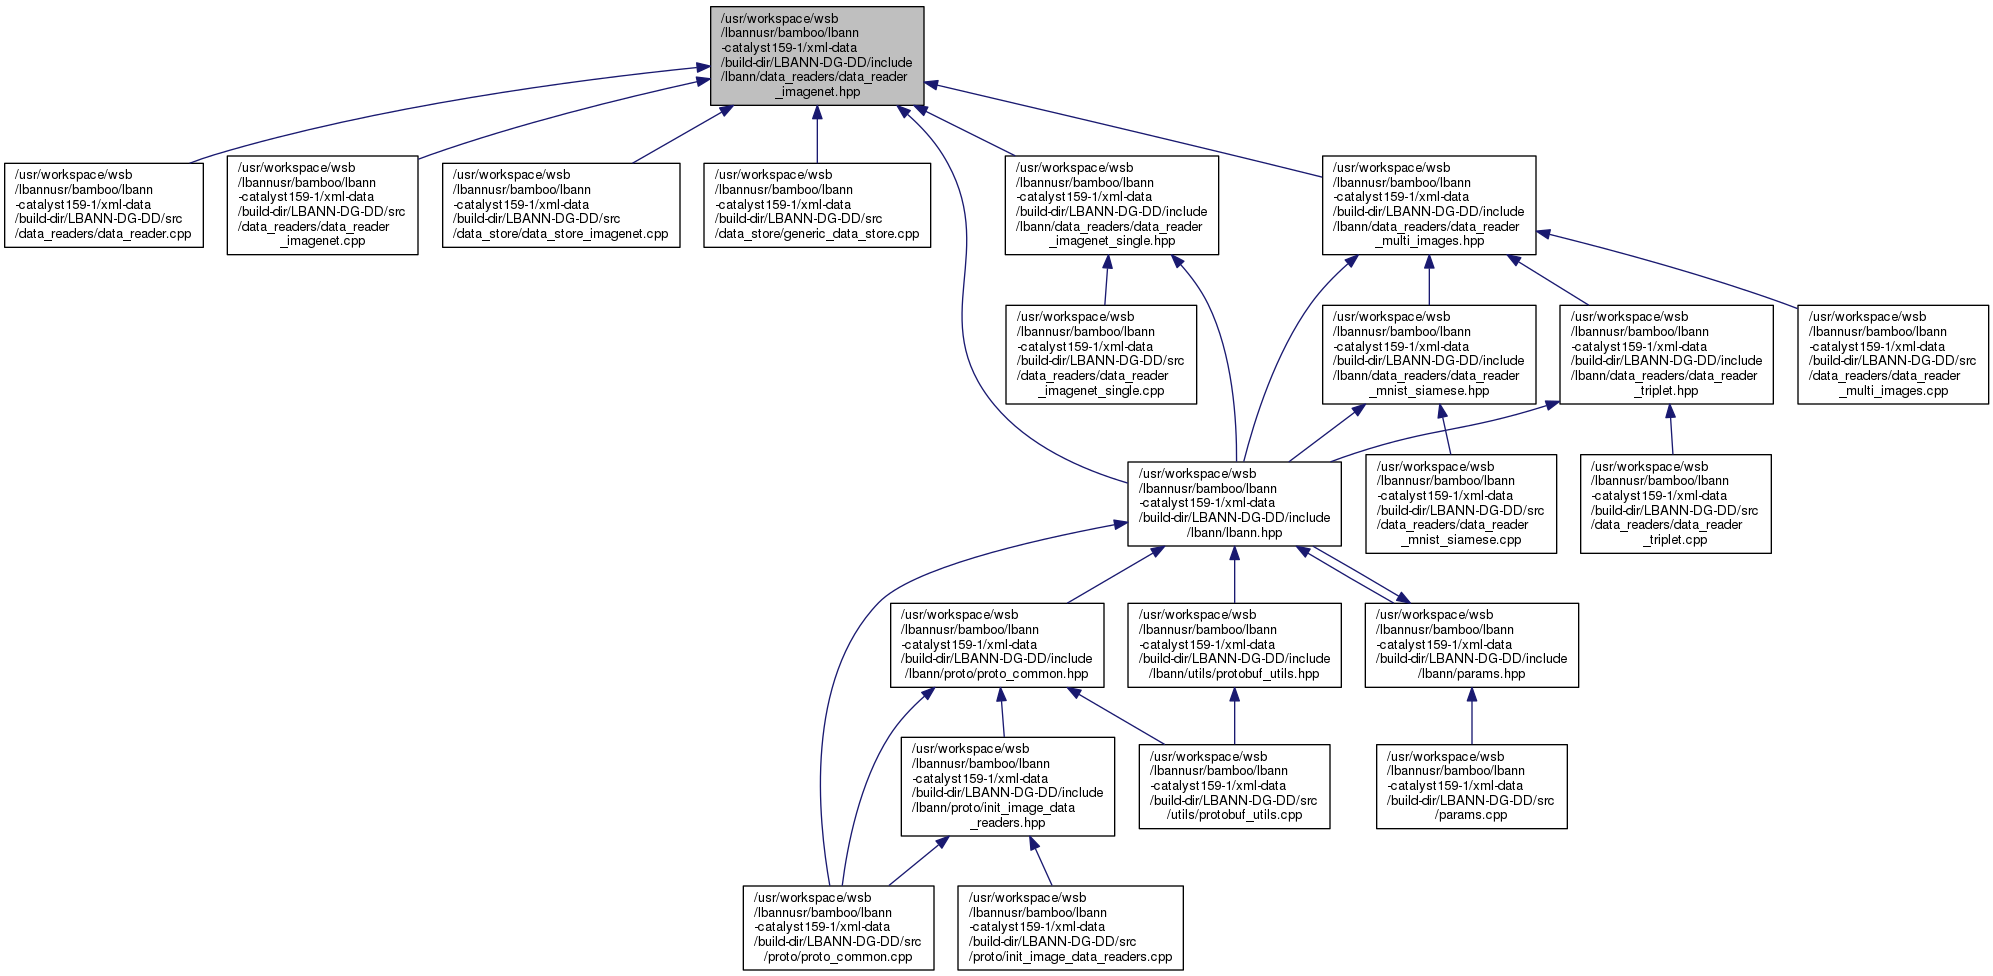 /usr/workspace/wsb
/lbannusr/bamboo/lbann
-catalyst159-1/xml-data
/build-dir/LBANN-DG-DD/include
/lbann/data_readers/data_reader
_imagenet.hpp
/usr/workspace/wsb
/lbannusr/bamboo/lbann
-catalyst159-1/xml-data
/build-dir/LBANN-DG-DD/src
/data_readers/data_reader.cpp
/usr/workspace/wsb
/lbannusr/bamboo/lbann
-catalyst159-1/xml-data
/build-dir/LBANN-DG-DD/src
/data_readers/data_reader
_imagenet.cpp
/usr/workspace/wsb
/lbannusr/bamboo/lbann
-catalyst159-1/xml-data
/build-dir/LBANN-DG-DD/src
/data_store/data_store_imagenet.cpp
/usr/workspace/wsb
/lbannusr/bamboo/lbann
-catalyst159-1/xml-data
/build-dir/LBANN-DG-DD/src
/data_store/generic_data_store.cpp
/usr/workspace/wsb
/lbannusr/bamboo/lbann
-catalyst159-1/xml-data
/build-dir/LBANN-DG-DD/include
/lbann/data_readers/data_reader
_imagenet_single.hpp
/usr/workspace/wsb
/lbannusr/bamboo/lbann
-catalyst159-1/xml-data
/build-dir/LBANN-DG-DD/include
/lbann/data_readers/data_reader
_multi_images.hpp
/usr/workspace/wsb
/lbannusr/bamboo/lbann
-catalyst159-1/xml-data
/build-dir/LBANN-DG-DD/src
/data_readers/data_reader
_imagenet_single.cpp
/usr/workspace/wsb
/lbannusr/bamboo/lbann
-catalyst159-1/xml-data
/build-dir/LBANN-DG-DD/include
/lbann/data_readers/data_reader
_mnist_siamese.hpp
/usr/workspace/wsb
/lbannusr/bamboo/lbann
-catalyst159-1/xml-data
/build-dir/LBANN-DG-DD/include
/lbann/data_readers/data_reader
_triplet.hpp
/usr/workspace/wsb
/lbannusr/bamboo/lbann
-catalyst159-1/xml-data
/build-dir/LBANN-DG-DD/src
/data_readers/data_reader
_multi_images.cpp
/usr/workspace/wsb
/lbannusr/bamboo/lbann
-catalyst159-1/xml-data
/build-dir/LBANN-DG-DD/include
/lbann/lbann.hpp
/usr/workspace/wsb
/lbannusr/bamboo/lbann
-catalyst159-1/xml-data
/build-dir/LBANN-DG-DD/src
/data_readers/data_reader
_mnist_siamese.cpp
/usr/workspace/wsb
/lbannusr/bamboo/lbann
-catalyst159-1/xml-data
/build-dir/LBANN-DG-DD/src
/data_readers/data_reader
_triplet.cpp
/usr/workspace/wsb
/lbannusr/bamboo/lbann
-catalyst159-1/xml-data
/build-dir/LBANN-DG-DD/include
/lbann/proto/proto_common.hpp
/usr/workspace/wsb
/lbannusr/bamboo/lbann
-catalyst159-1/xml-data
/build-dir/LBANN-DG-DD/include
/lbann/utils/protobuf_utils.hpp
/usr/workspace/wsb
/lbannusr/bamboo/lbann
-catalyst159-1/xml-data
/build-dir/LBANN-DG-DD/include
/lbann/params.hpp
/usr/workspace/wsb
/lbannusr/bamboo/lbann
-catalyst159-1/xml-data
/build-dir/LBANN-DG-DD/include
/lbann/proto/init_image_data
_readers.hpp
/usr/workspace/wsb
/lbannusr/bamboo/lbann
-catalyst159-1/xml-data
/build-dir/LBANN-DG-DD/src
/utils/protobuf_utils.cpp
/usr/workspace/wsb
/lbannusr/bamboo/lbann
-catalyst159-1/xml-data
/build-dir/LBANN-DG-DD/src
/params.cpp
/usr/workspace/wsb
/lbannusr/bamboo/lbann
-catalyst159-1/xml-data
/build-dir/LBANN-DG-DD/src
/proto/proto_common.cpp
/usr/workspace/wsb
/lbannusr/bamboo/lbann
-catalyst159-1/xml-data
/build-dir/LBANN-DG-DD/src
/proto/init_image_data_readers.cpp